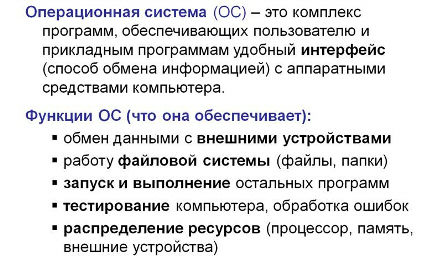 Операционная система (ОС) – это комплекс
программ, обеспечивающих пользователю и
прикладным программам удобный интерфейс
(способ обмена информацией) с аппаратными
средствами компьютера.
Функции ОС (что она обеспечивает):
▪ обмен данными с внешними устройствами
▪ работу файловой системы (файлы, папки)
▪ запуск и выполнение остальных программ
▪ тестирование компьютера, обработка ошибок
▪ распределение ресурсов (процессор, память,
внешние устройства)